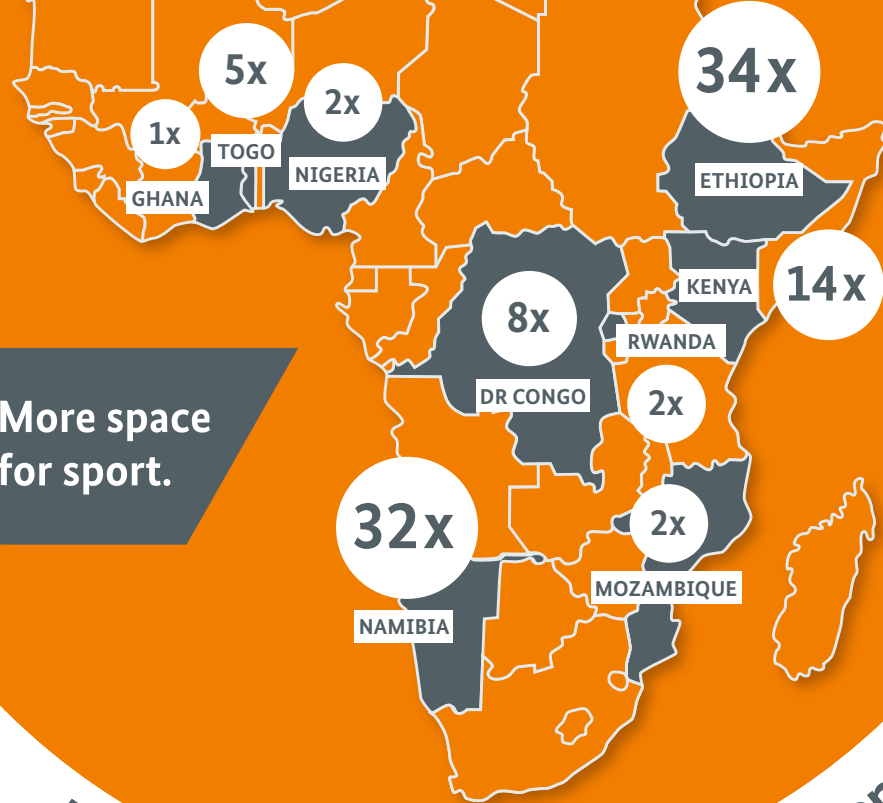 5x
34x
2x
1x
TOGO
NIGERIA
ETHIOPIA
GHANA
14x
KENYA
8x
RWANDA
DR CONGO
2x
More space
for sport.
32x
2x
MOZAMBIQUE
NAMIBIA